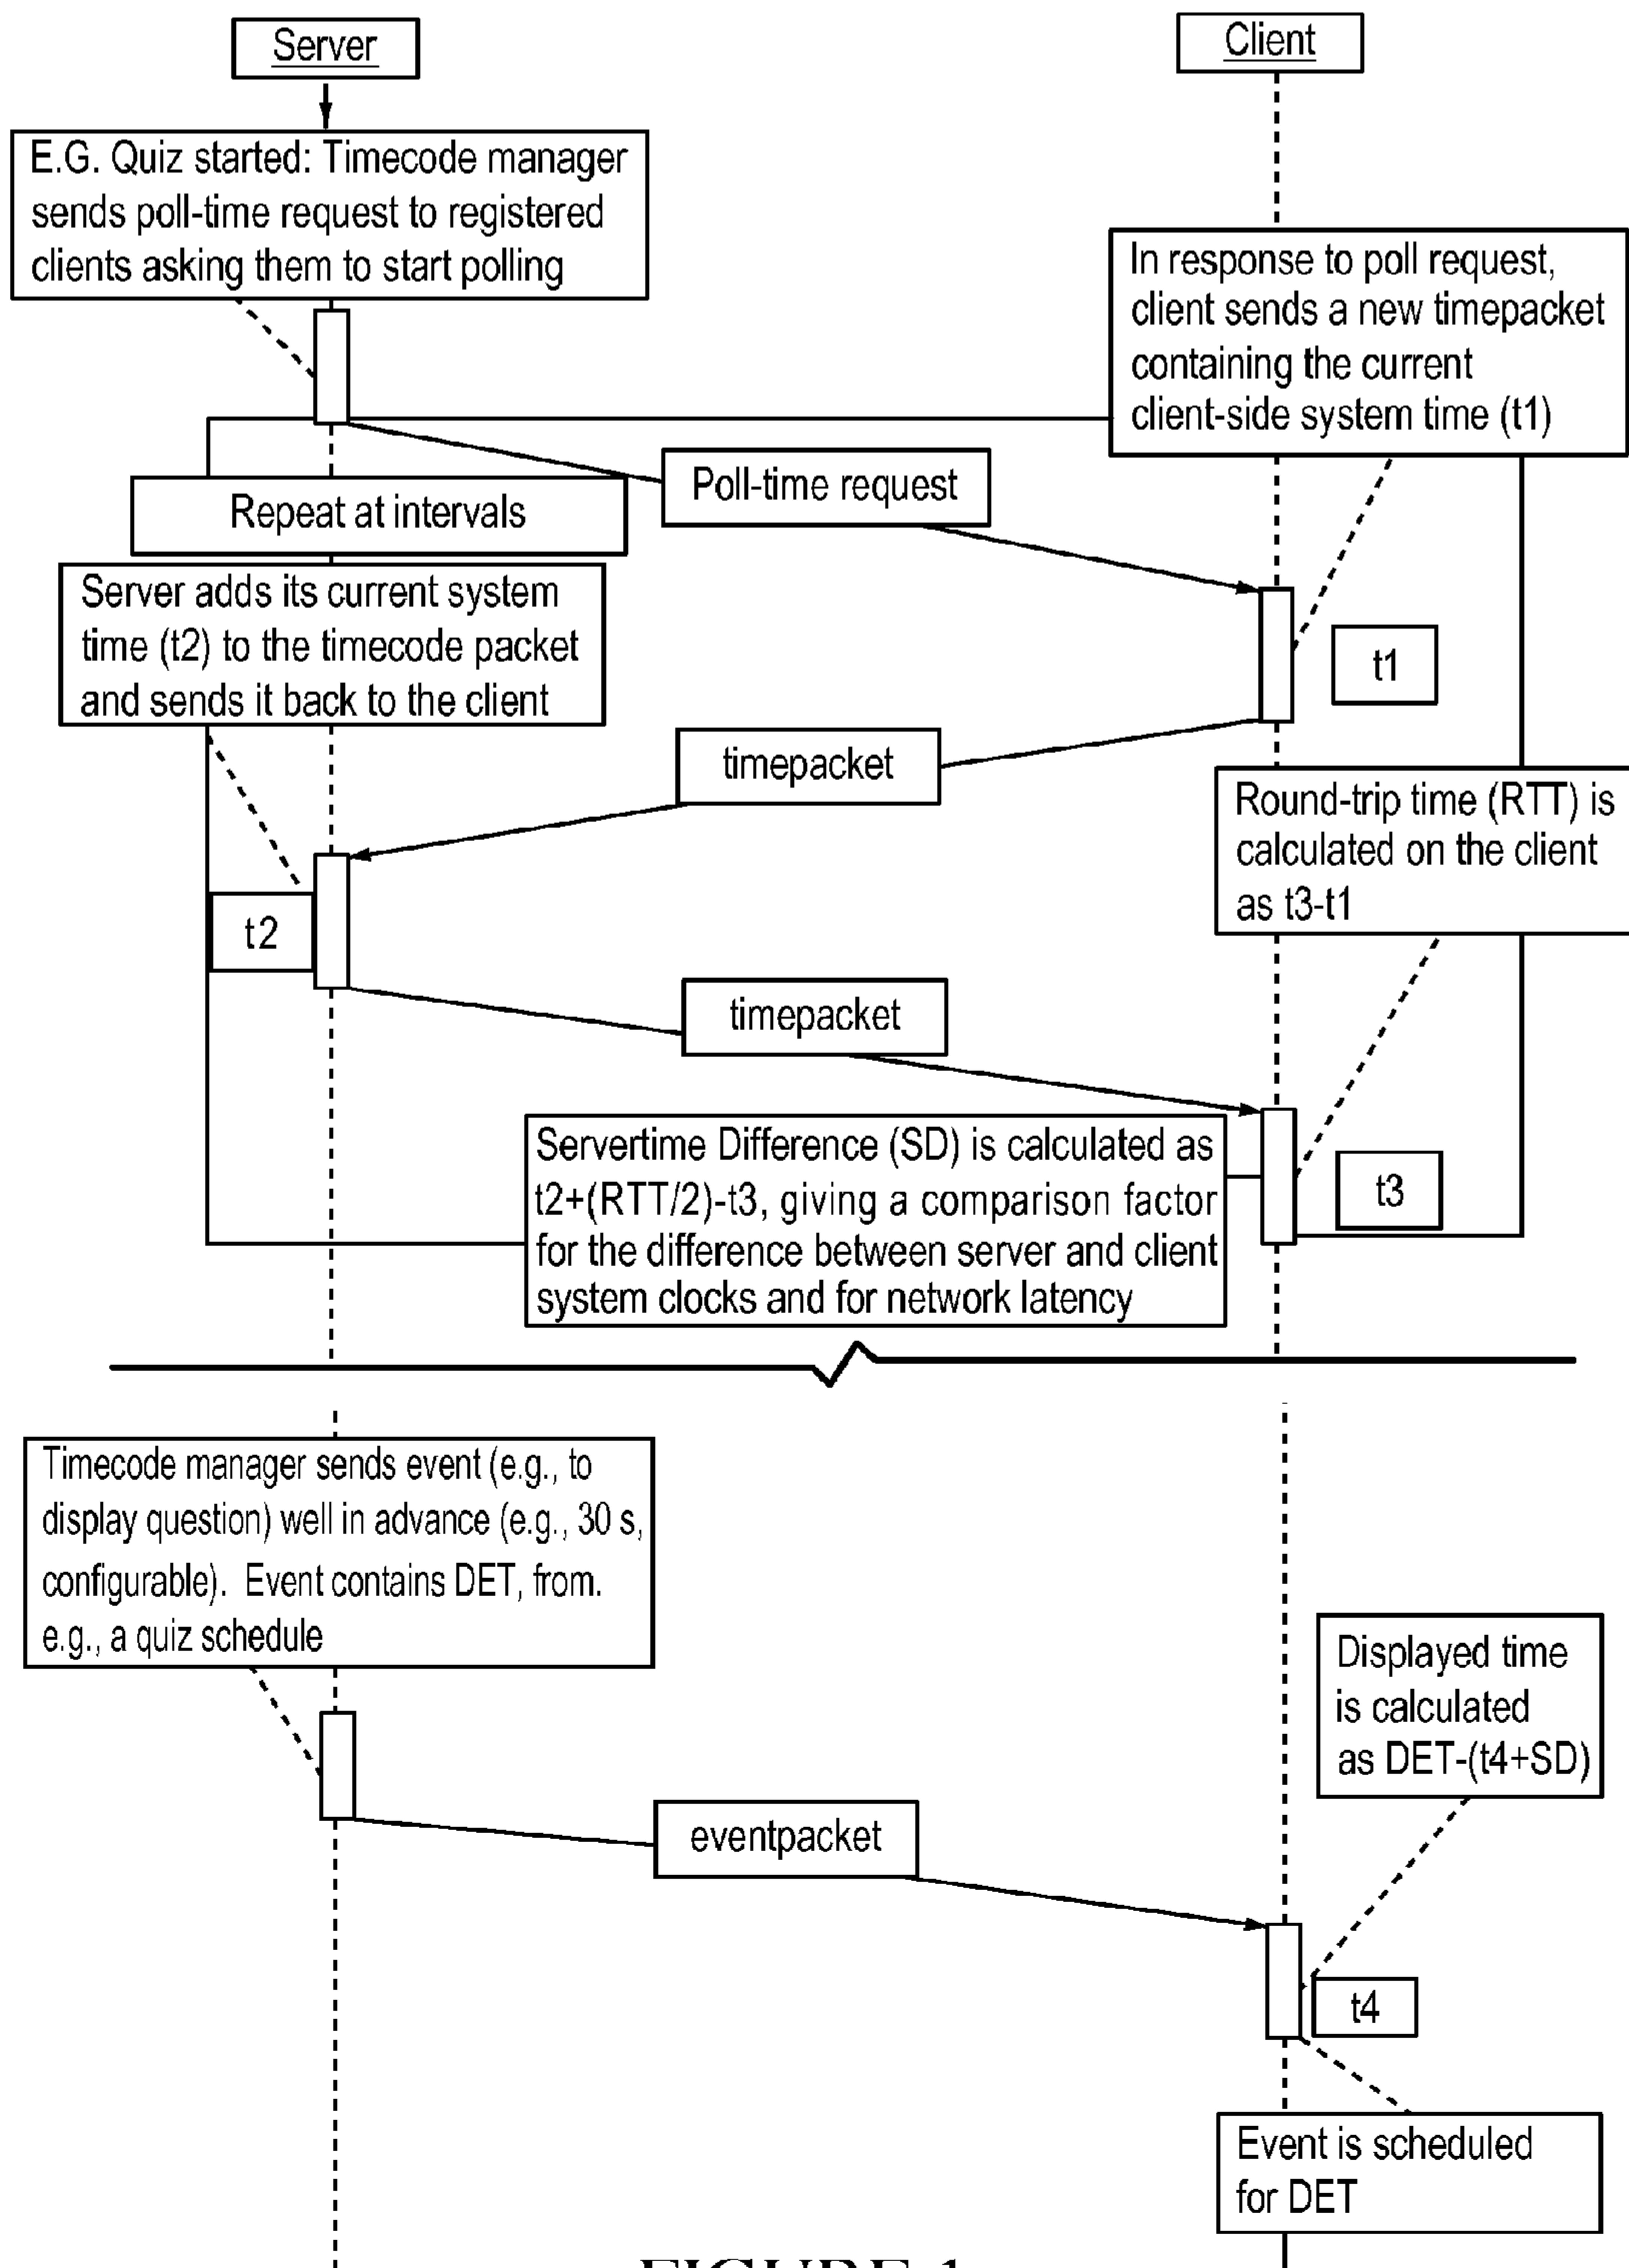 Server
Client
E.G. Quiz started: Timecode manager
sends poll-time request to registered
clients asking them to start polling
In response to poll request,
client sends a new timepacket
containing the current
client-side system time (t1)
Poll-time request
Repeat at intervals
Server adds its current system
time (t2) to the timecode packet
and sends it back to the client
t1
timepacket
Round-trip time (RTT) is
calculated on the client
as t3-t1
t2
timepacket
Servertime Difference (SD) is calculated as
t2+(RTT/2)-t3, giving a comparison factor
for the difference between server and client
system clocks and for network latency
t3
Timecode manager sends event (e.g., to
display question) well in advance (e.g., 30 s,
configurable). Event contains DET, from.
e.g., a quiz schedule
Displayed time
is calculated
as DET-(t4+SD)
eventpacket
t4
Event is scheduled
for DET
FIGURE 1